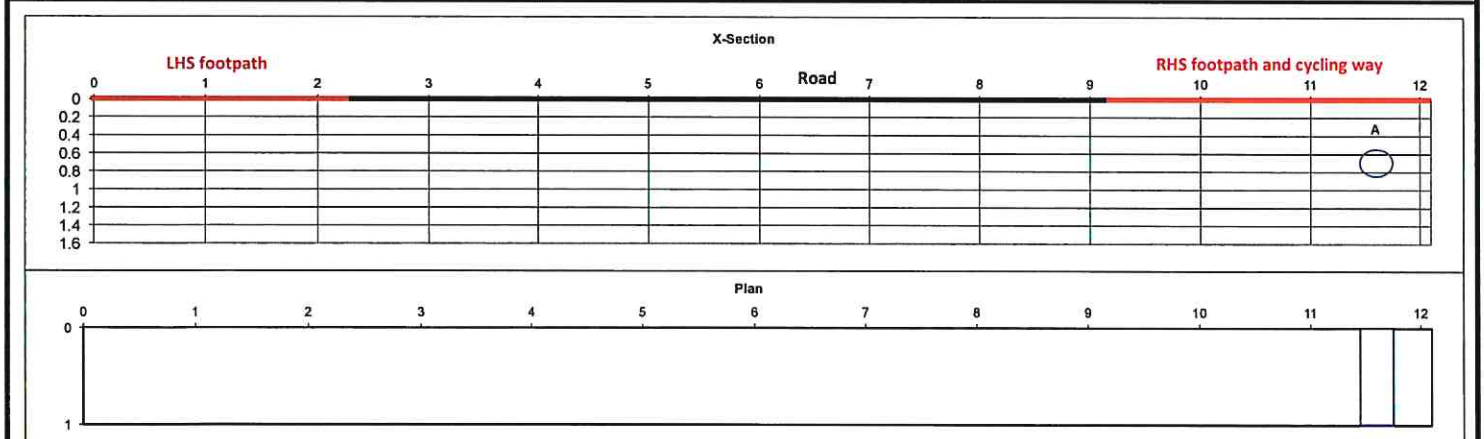 X-Section
LHS footpath
Road
RHS footpath and cycling way
0 1 2 3 4 5 6 7 8 9 10 11 12
0
0.2
0.4
A
0.6
0.8
1
1.2
1.4
1.6
Plan
0 1 2 3 4 5 6 7 8 9 10 11 12
0
1